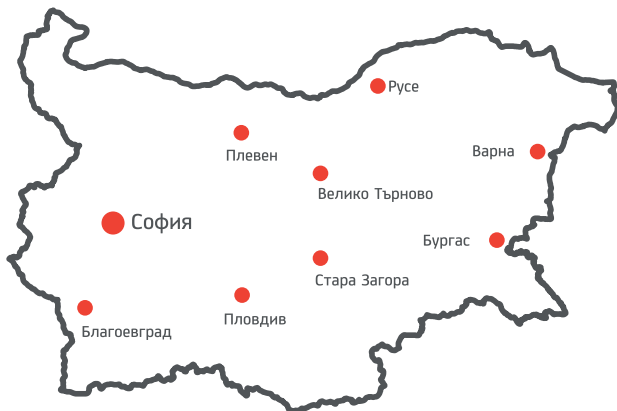 Русе
Плевен
Варна
Велико Търново
София
Бургас
Стара Загора
Пловдив
Благоевград